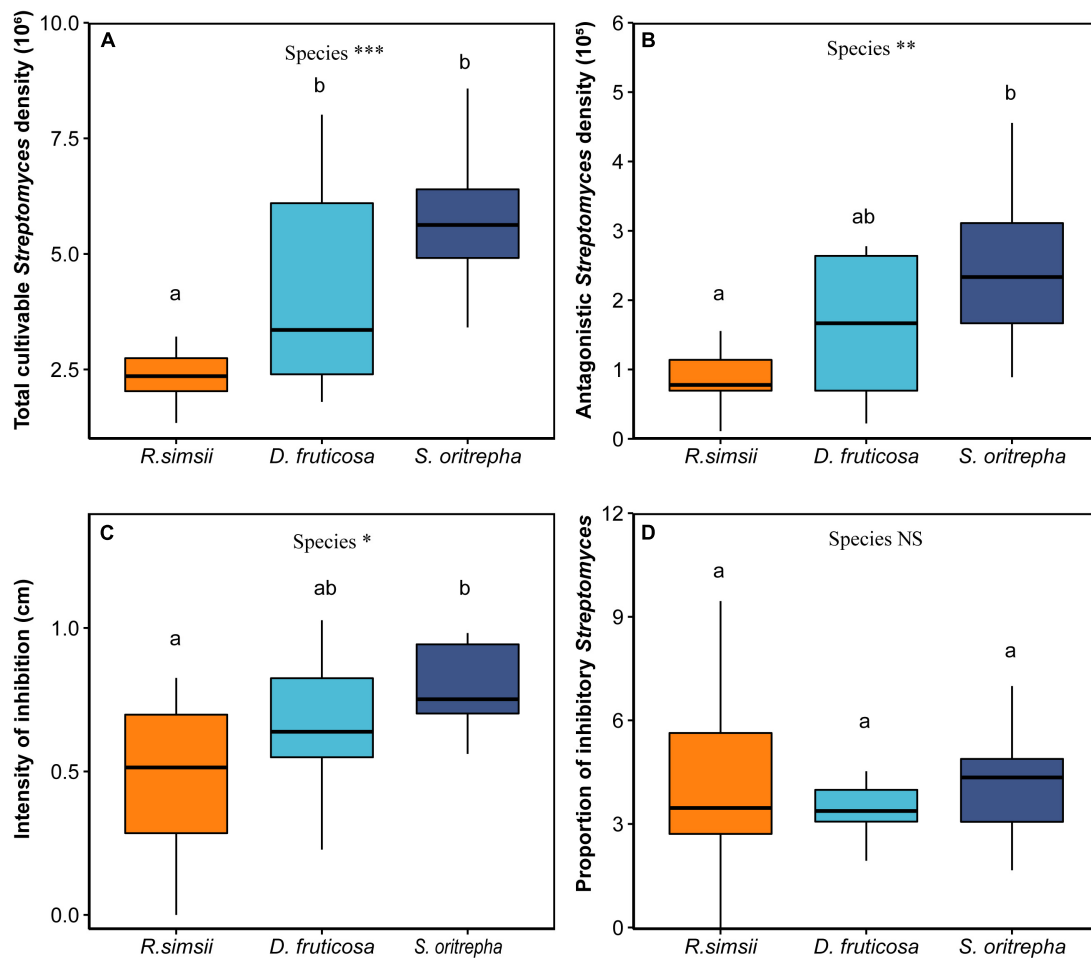 A
Species ***
Total cultivable Streptomyces density (10⁶)
10.0
7.5
5.0
2.5
a
b
b
R.simsii
D. fruticosa
S. oritrepha
B
Species **
Antagonistic Streptomyces density (10⁵)
6
5
4
3
2
1
0
a
ab
b
R.simsii
D. fruticosa
S. oritrepha
C
Species *
Intensity of inhibition (cm)
1.0
0.5
0.0
a
ab
b
R.simsii
D. fruticosa
S. oritrepha
D
Species NS
Proportion of inhibitory Streptomyces
12
9
6
3
0
a
a
a
R.simsii
D. fruticosa
S. oritrepha